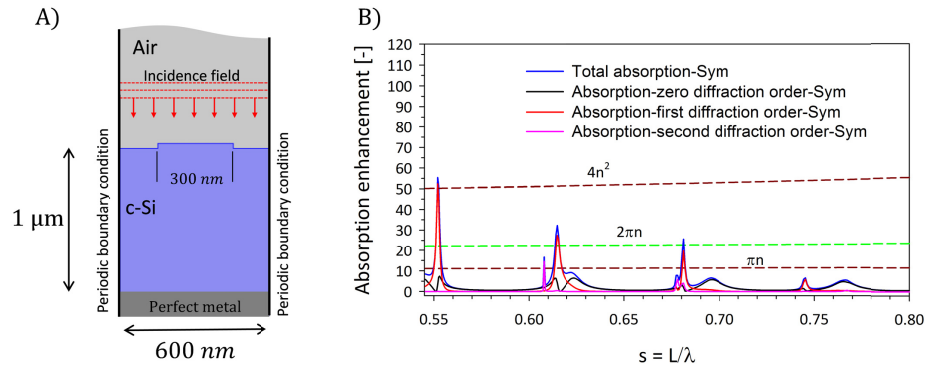 A)
Air
Incidence field
300 nm
c-Si
1 μm
Periodic boundary condition
Periodic boundary condition
Perfect metal
600 nm
B)
Absorption enhancement [-]
120
110
100
90
80
70
60
50
40
30
20
10
0
Total absorption-Sym
Absorption-zero diffraction order-Sym
Absorption-first diffraction order-Sym
Absorption-second diffraction order-Sym
4n²
2πn
πn
0.55 0.60 0.65 0.70 0.75 0.80
s = L/λ